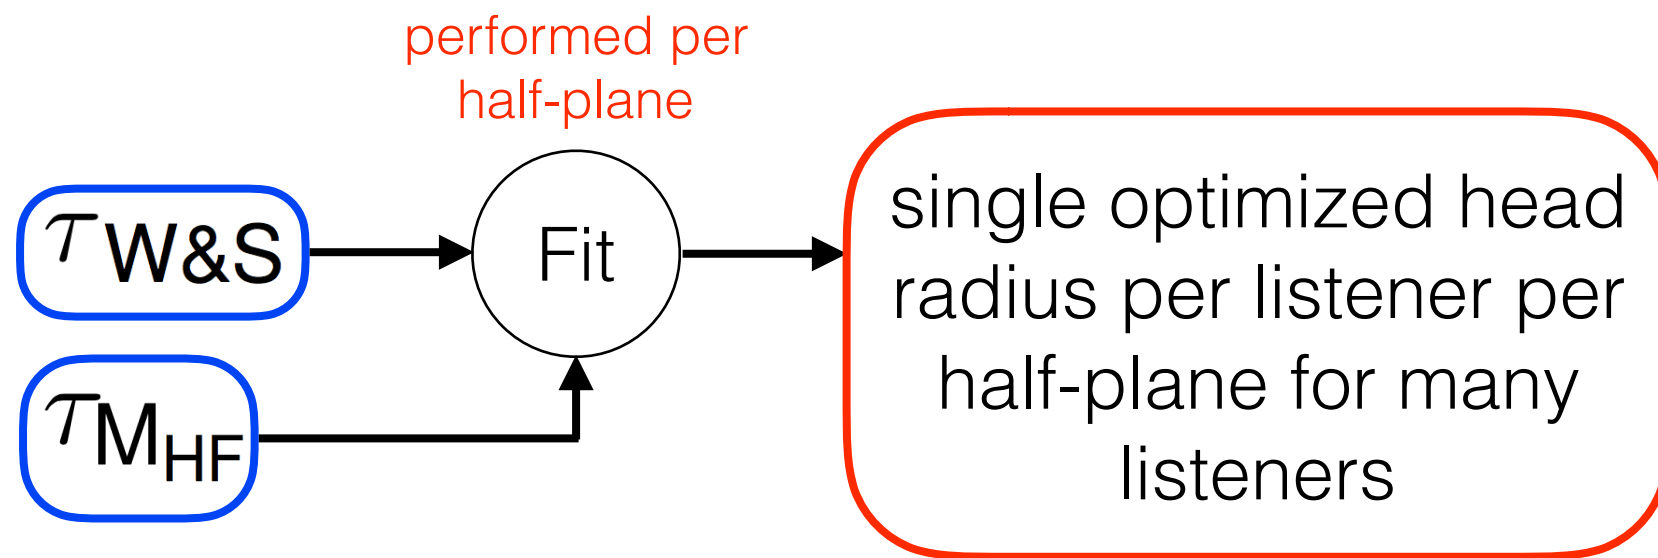 performed per
half-plane
τW&S
Fit
τMHF
single optimized head
radius per listener per
half-plane for many
listeners